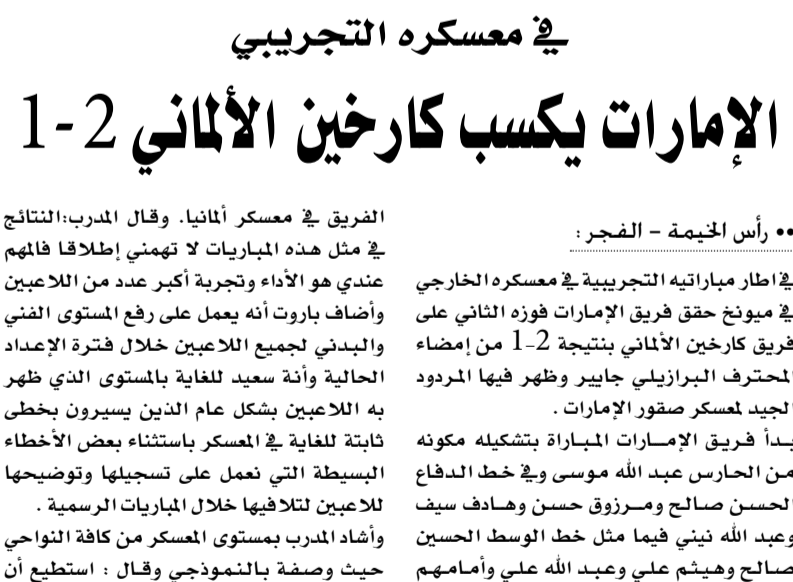 في معسكره التجريبي
الإمارات يكسب كارخين الألماني 2 -1
•• رأس الخيمة - الفجر :
في اطار مباراتيه التجريبية في معسكره الخارجي
في ميونخ حقق فريق الإمارات فوزه الثاني على
فريق كارخين الألماني بنتيجة 2-1 من إمضاء
المحترف البرازيلي جايير وظهر فيها المردود
الجيد لمعسكر صقور الإمارات .
بدأ فريق الإمارات المباراة بتشكيله مكونه
من الحارس عبد الله موسى وفي خط الدفاع
الحسن صالح ومرزوق حسن وهادف سيف
وعبد الله نيني فيما مثل خط الوسط الحسين
صالح وهيثم علي وعبد الله علي وأمامهم
الفريق في معسكر ألمانيا. وقال المدرب:النتائج
في مثل هذه المباريات لا تهمني إطلاقا فالمهم
عندي هو الأداء وتجربة أكبر عدد من اللاعبين
وأضاف باروت أنه يعمل على رفع المستوى الفني
والبدني لجميع اللاعبين خلال فترة الإعداد
الحالية وأنة سعيد للغاية بالمستوى الذي ظهر
به اللاعبين بشكل عام الذين يسيرون بخطى
ثابتة للغاية في المعسكر باستثناء بعض الأخطاء
البسيطة التي نعمل على تسجيلها وتوضيحها
للاعبين لتلافيها خلال المباريات الرسمية .
وأشاد المدرب بمستوى المعسكر من كافة النواحي
حيث وصفة بالنموذجي وقال : استطيع أن